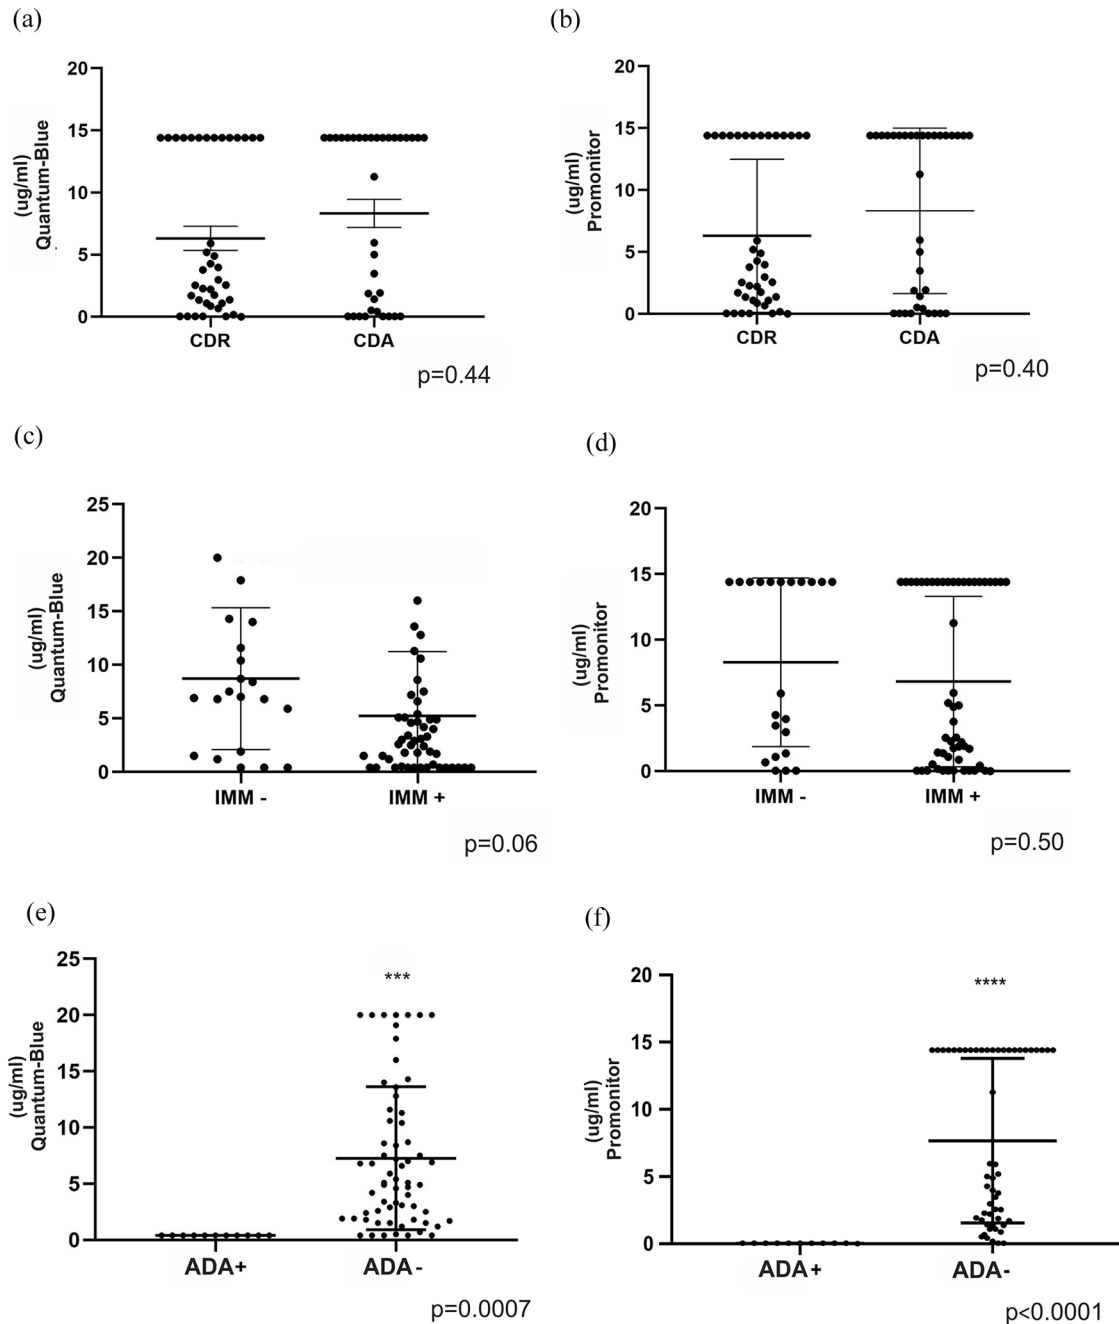 (a)
20
15
10
5
0
(ug/ml)
Quantum-Blue
CDR
CDA
p=0.44
(b)
20
15
10
5
0
(ug/ml)
Promonitor
CDR
CDA
p=0.40
(c)
25
20
15
10
5
0
(ug/ml)
Quantum-Blue
IMM -
IMM +
p=0.06
(d)
20
15
10
5
0
(ug/ml)
Promonitor
IMM -
IMM +
p=0.50
(e)
25
20
15
10
5
0
(ug/ml)
Quantum-Blue
***
ADA+
ADA-
p=0.0007
(f)
20
15
10
5
0
(ug/ml)
Promonitor
****
ADA+
ADA-
p<0.0001